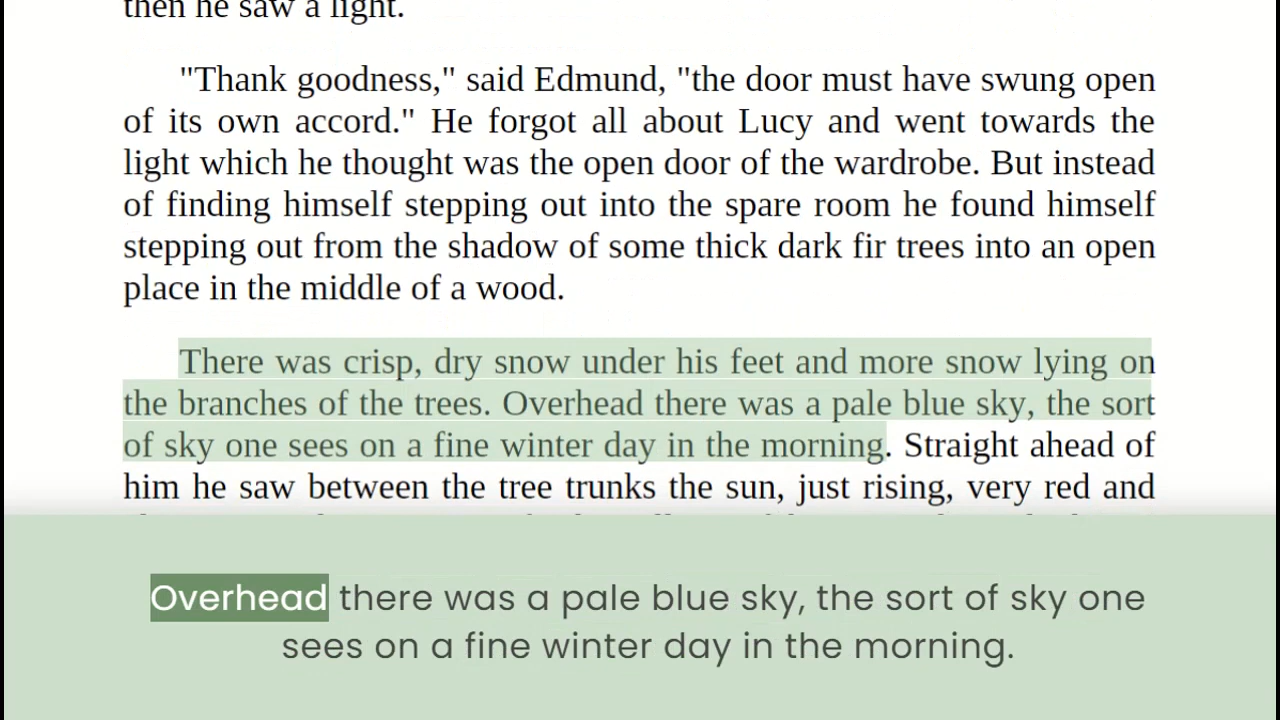 then he saw a light.
"Thank goodness," said Edmund, "the door must have swung open
of its own accord." He forgot all about Lucy and went towards the
light which he thought was the open door of the wardrobe. But instead
of finding himself stepping out into the spare room he found himself
stepping out from the shadow of some thick dark fir trees into an open
place in the middle of a wood.
There was crisp, dry snow under his feet and more snow lying on
the branches of the trees. Overhead there was a pale blue sky, the sort
of sky one sees on a fine winter day in the morning. Straight ahead of
him he saw between the tree trunks the sun, just rising, very red and
Overhead there was a pale blue sky, the sort of sky one
sees on a fine winter day in the morning.